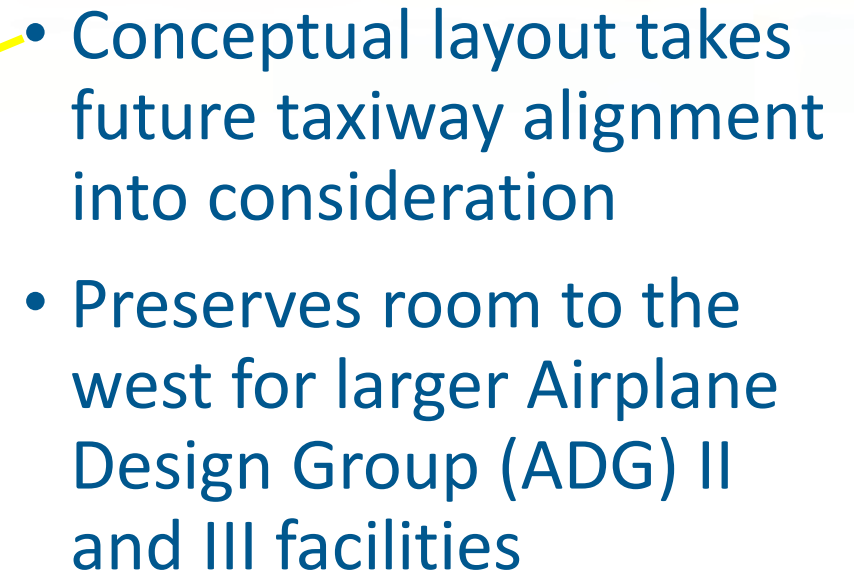 • Conceptual layout takes
future taxiway alignment
into consideration
• Preserves room to the
west for larger Airplane
Design Group (ADG) II
and III facilities